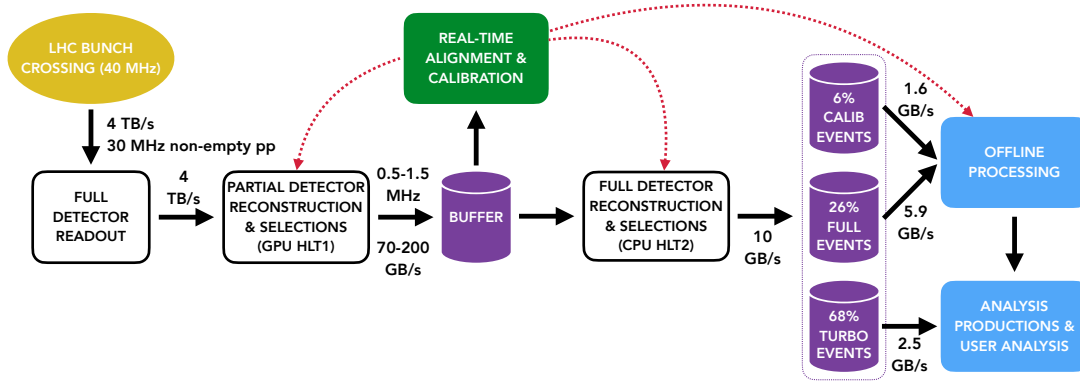 LHC BUNCH
CROSSING (40 MHz)
4 TB/s
30 MHz non-empty pp
FULL
DETECTOR
READOUT
4
TB/s
PARTIAL DETECTOR
RECONSTRUCTION
& SELECTIONS
(GPU HLT1)
0.5-1.5
MHz
70-200
GB/s
REAL-TIME
ALIGNMENT &
CALIBRATION
BUFFER
FULL DETECTOR
RECONSTRUCTION
& SELECTIONS
(CPU HLT2)
10
GB/s
6%
CALIB
EVENTS
26%
FULL
EVENTS
68%
TURBO
EVENTS
1.6
GB/s
5.9
GB/s
2.5
GB/s
OFFLINE
PROCESSING
ANALYSIS
PRODUCTIONS &
USER ANALYSIS